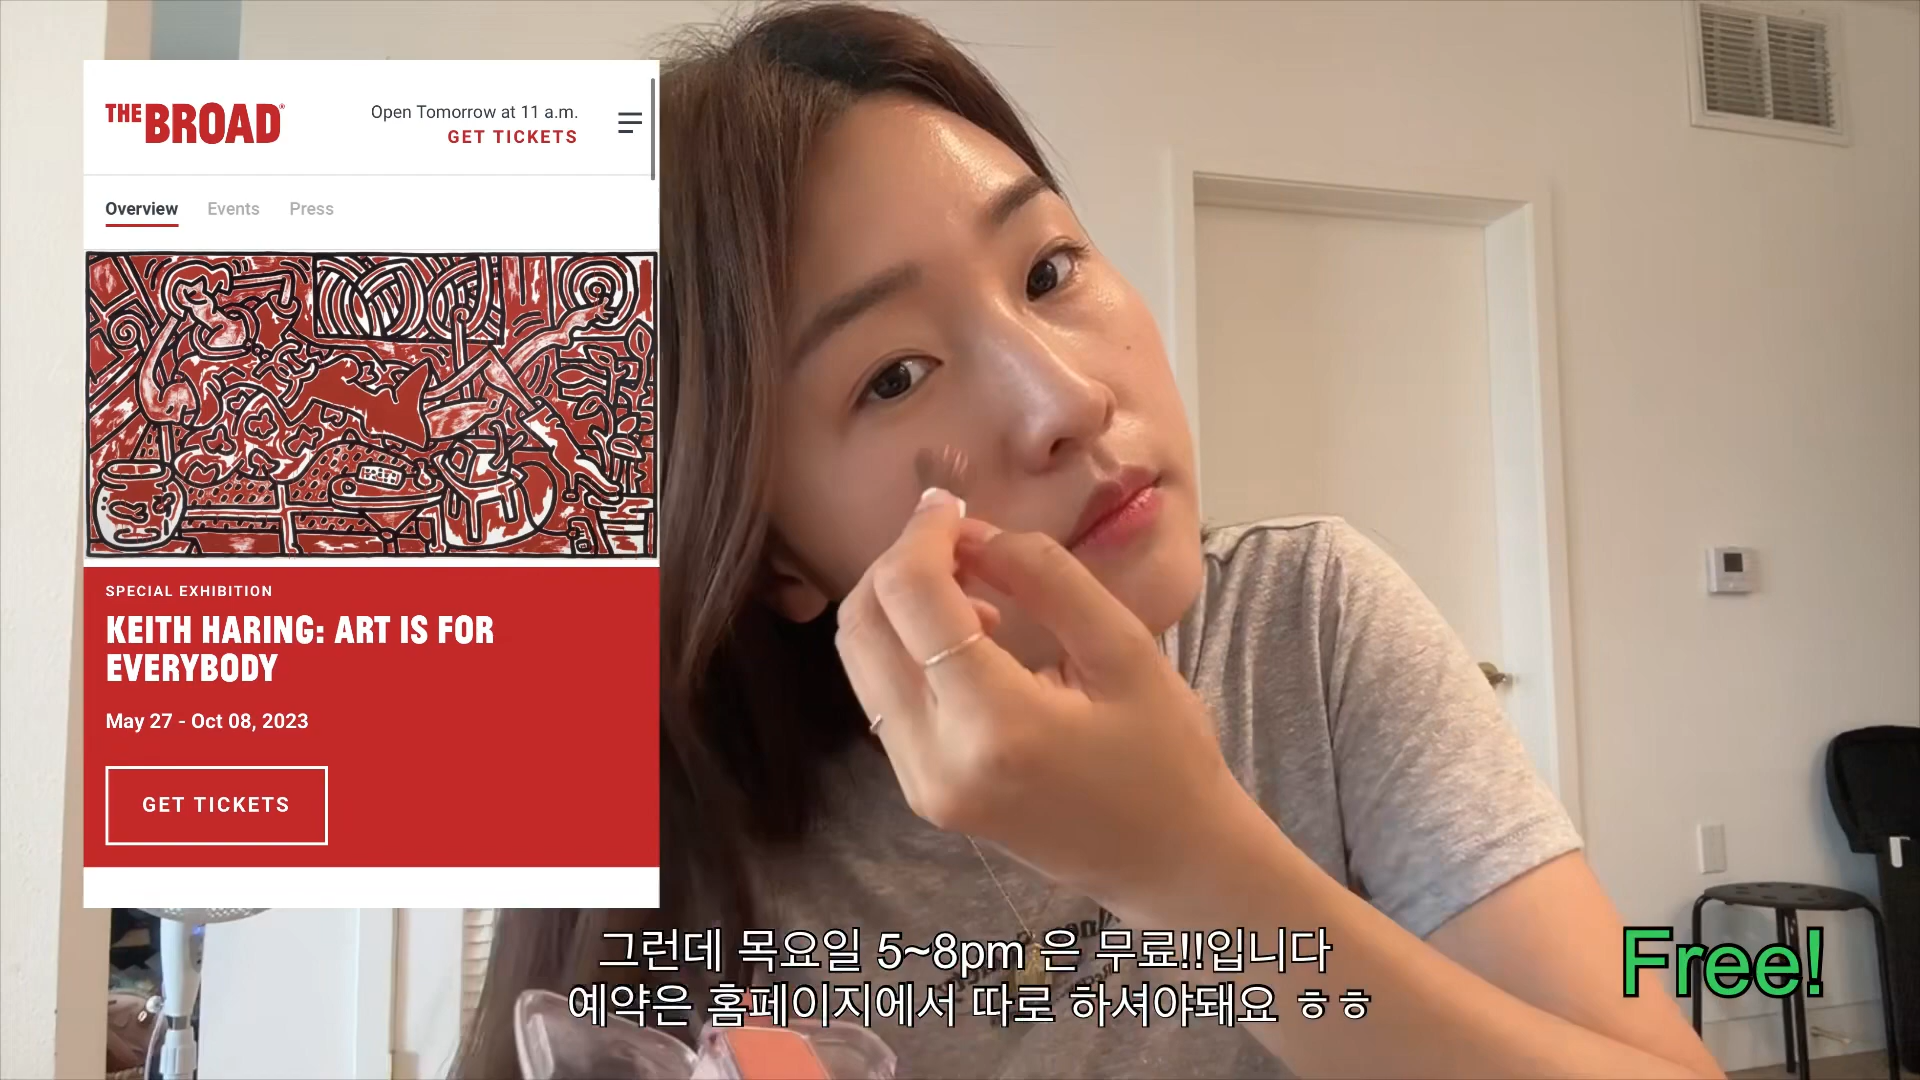 THE BROAD
Open Tomorrow at 11 a.m.
GET TICKETS
Overview Events Press
SPECIAL EXHIBITION
KEITH HARING: ART IS FOR
EVERYBODY
May 27 - Oct 08, 2023
GET TICKETS
그런데 목요일 5~8pm 은 무료!!입니다
예약은 홈페이지에서 따로 하셔야돼요 ㅎㅎ
Free!